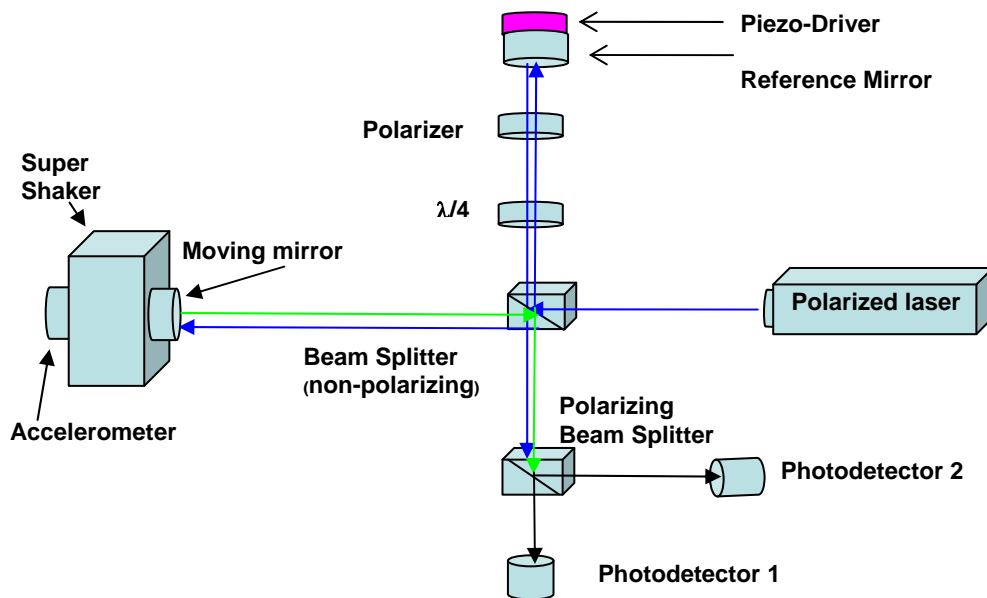 Piezo-Driver
Reference Mirror
Polarizer
Super
Shaker
λ/4
Moving mirror
Polarized laser
Beam Splitter
(non-polarizing)
Polarizing
Beam Splitter
Accelerometer
Photodetector 2
Photodetector 1